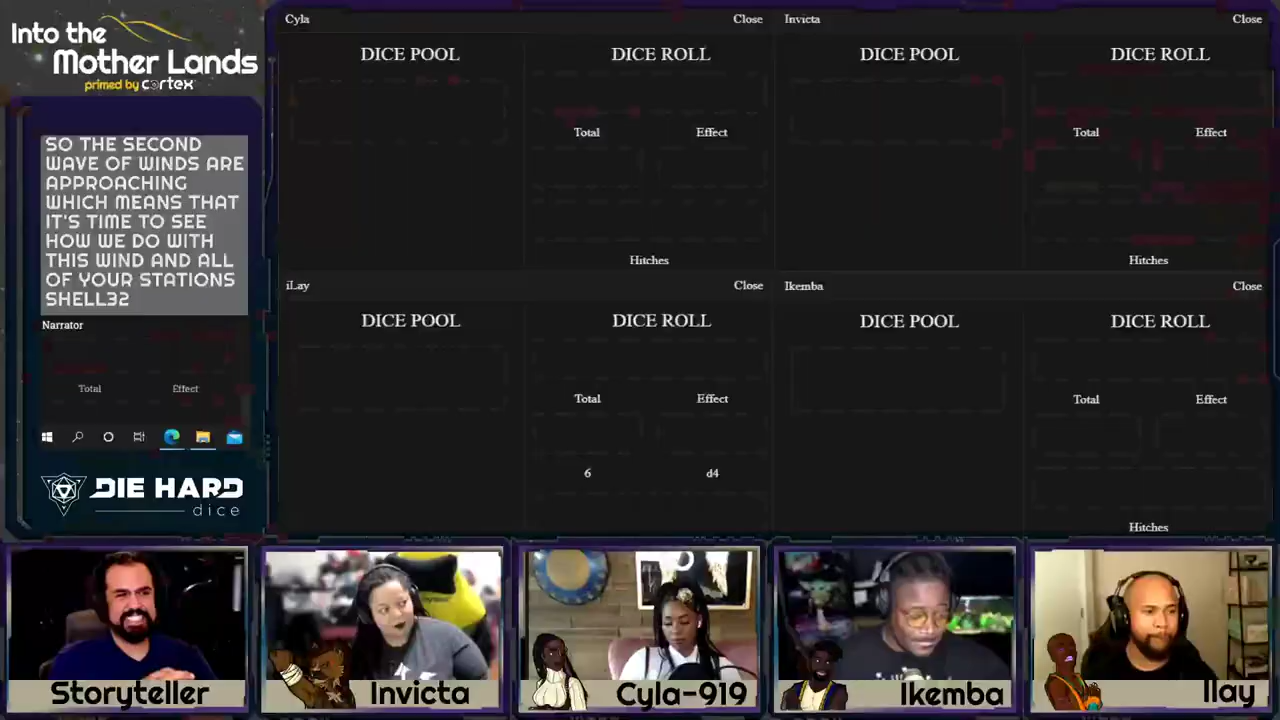 Into the
Mother Lands
primed by cortex
SO THE SECOND
WAVE OF WINDS ARE
APPROACHING
WHICH MEANS THAT
IT'S TIME TO SEE
HOW WE DO WITH
THIS WIND AND ALL
OF YOUR STATIONS
SHELL32
Narrator
Total Effect
DIE HARD
dice
Cyla Close
DICE POOL DICE ROLL
Total Effect
Hitches
Invicta Close
DICE POOL DICE ROLL
Total Effect
Hitches
iLay Close
DICE POOL DICE ROLL
Total Effect
6 d4
Ikemba Close
DICE POOL DICE ROLL
Total Effect
Hitches
Storyteller
Invicta
Cyla-919
Ikemba
Ilay